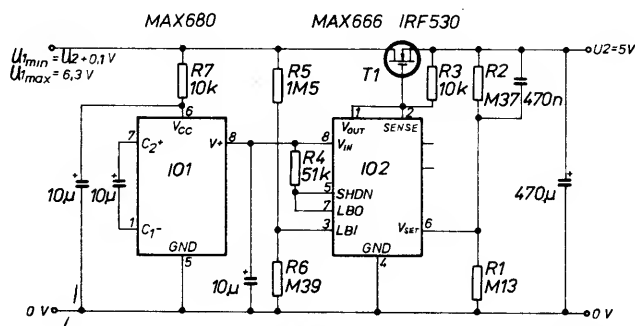 MAX680 MAX666 IRF530
U1min = U2+0,1V
U1max = 6,3 V
U2=5V
R7
10k
R5
1M5
T1
R3
10k
R2
M37
470n
6
VCC
7
C2+
V+
8
IO1
1
C1-
GND
5
10µ
10µ
10µ
R4
51k
1
2
VOUT
SENSE
8
VIN
IO2
5
SHDN
7
LBO
3
LBI
VSET
6
GND
4
470µ
R6
M39
R1
M13
0 V
0 V